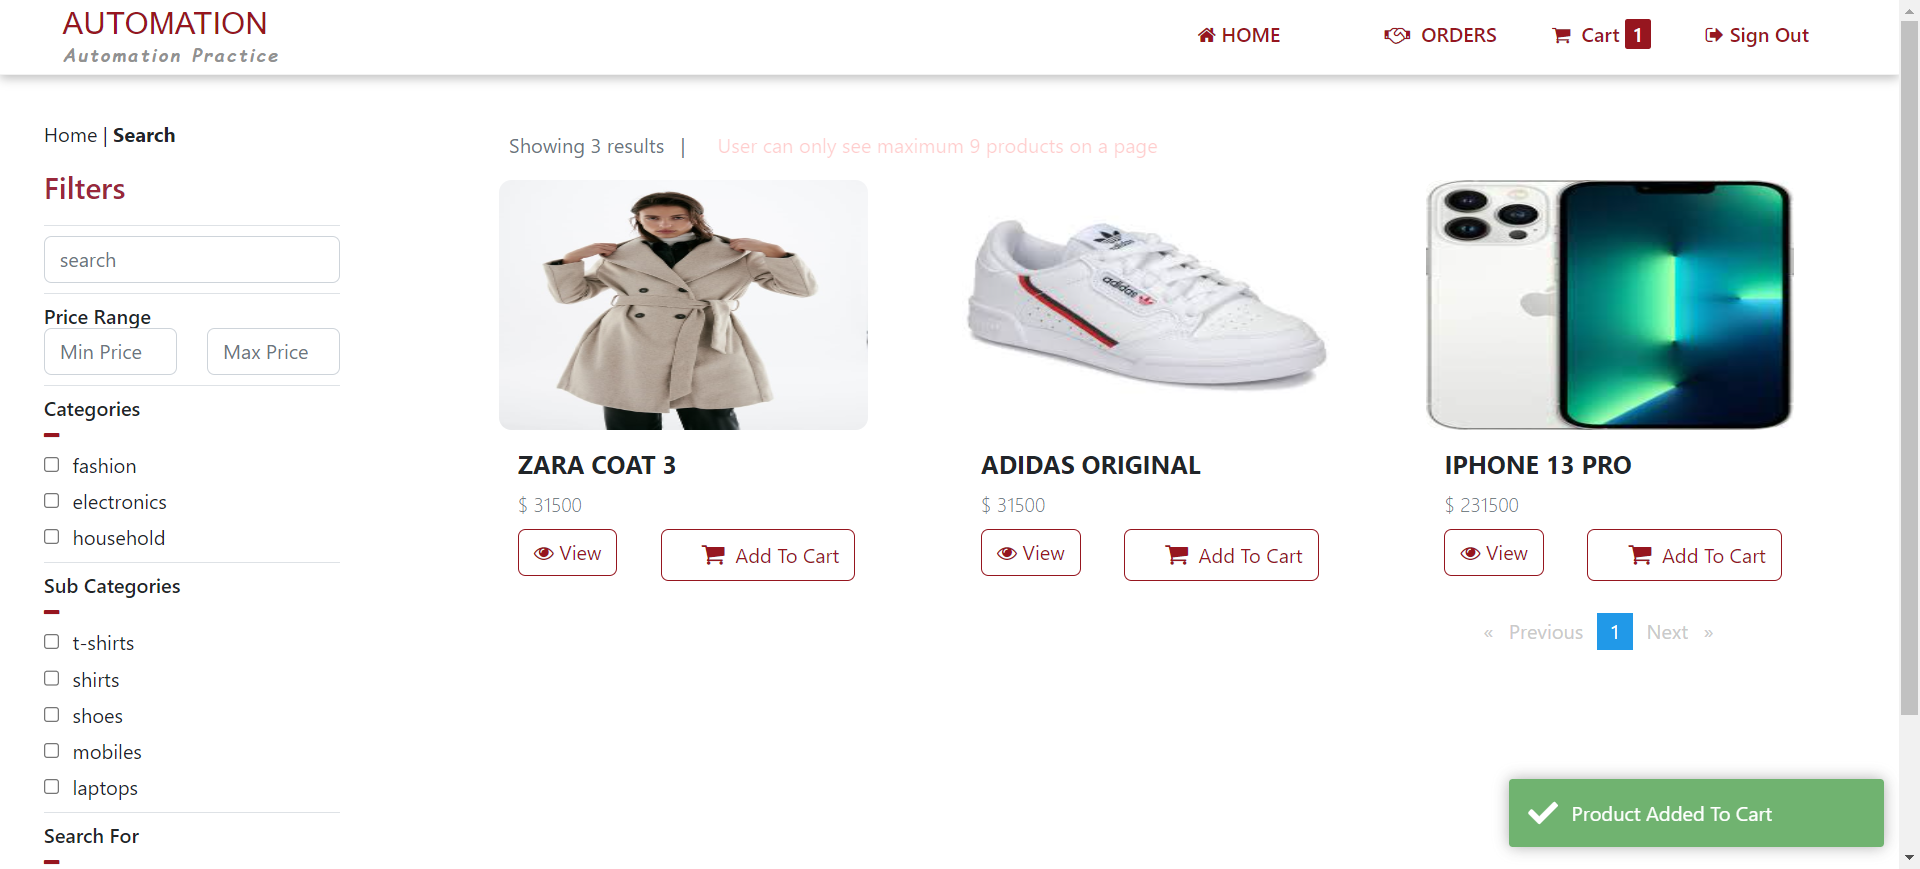 AUTOMATION
Automation Practice
HOME
ORDERS
Cart 1
Sign Out
Home | Search
Filters
search
Price Range
Min Price
Max Price
Categories
fashion
electronics
household
Sub Categories
t-shirts
shirts
shoes
mobiles
laptops
Search For
Showing 3 results |
User can only see maximum 9 products on a page
adidas
adidas
ZARA COAT 3
$ 31500
View
Add To Cart
ADIDAS ORIGINAL
$ 31500
View
Add To Cart
IPHONE 13 PRO
$ 231500
View
Add To Cart
« Previous 1 Next »
Product Added To Cart